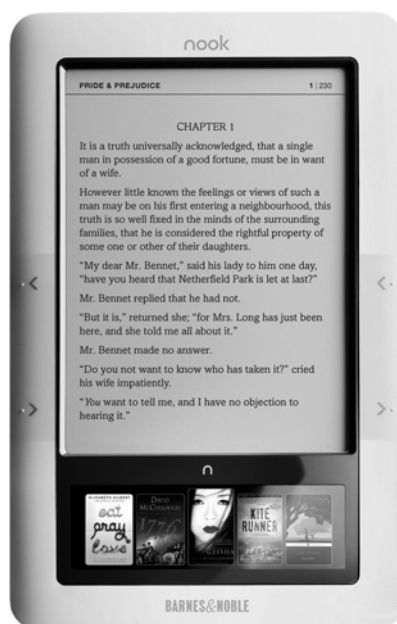 nook
PRIDE & PREJUDICE 1 | 230
CHAPTER 1
It is a truth universally acknowledged, that a single
man in possession of a good fortune, must be in want
of a wife.
However little known the feelings or views of such a
man may be on his first entering a neighbourhood, this
truth is so well fixed in the minds of the surrounding
families, that he is considered the rightful property of
some one or other of their daughters.
“My dear Mr. Bennet,” said his lady to him one day,
“have you heard that Netherfield Park is let at last?”
Mr. Bennet replied that he had not.
“But it is,” returned she; “for Mrs. Long has just been
here, and she told me all about it.”
Mr. Bennet made no answer.
“Do you not want to know who has taken it?” cried
his wife impatiently.
“You want to tell me, and I have no objection to
hearing it.”
n
ELIZABETH GILBERT
eat
pray
love
DAVID
McCULLOUGH
1776
GEISHA
KITE
RUNNER
BARNES&NOBLE